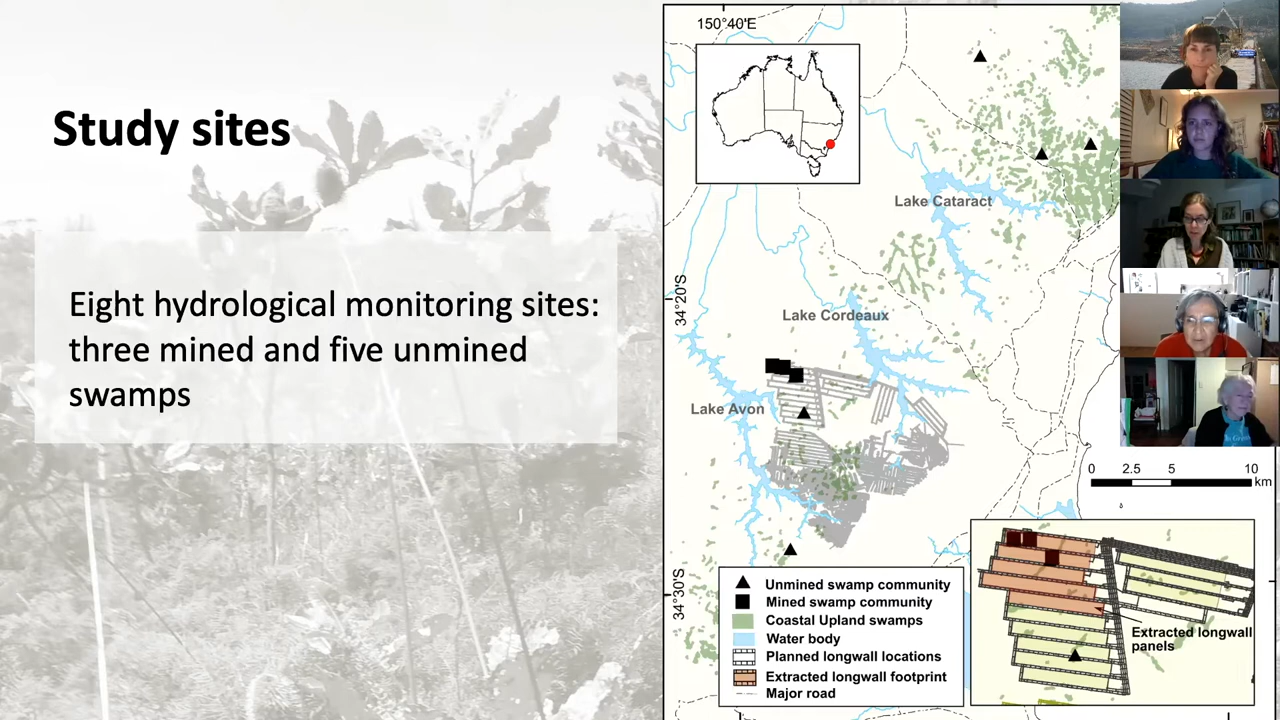 Study sites
Eight hydrological monitoring sites:
three mined and five unmined
swamps
150°40'E
34°20'S
34°30'S
Lake Cataract
Lake Cordeaux
Lake Avon
0 2.5 5 10
km
Unmined swamp community
Mined swamp community
Coastal Upland swamps
Water body
Planned longwall locations
Extracted longwall footprint
Major road
Extracted longwall
panels